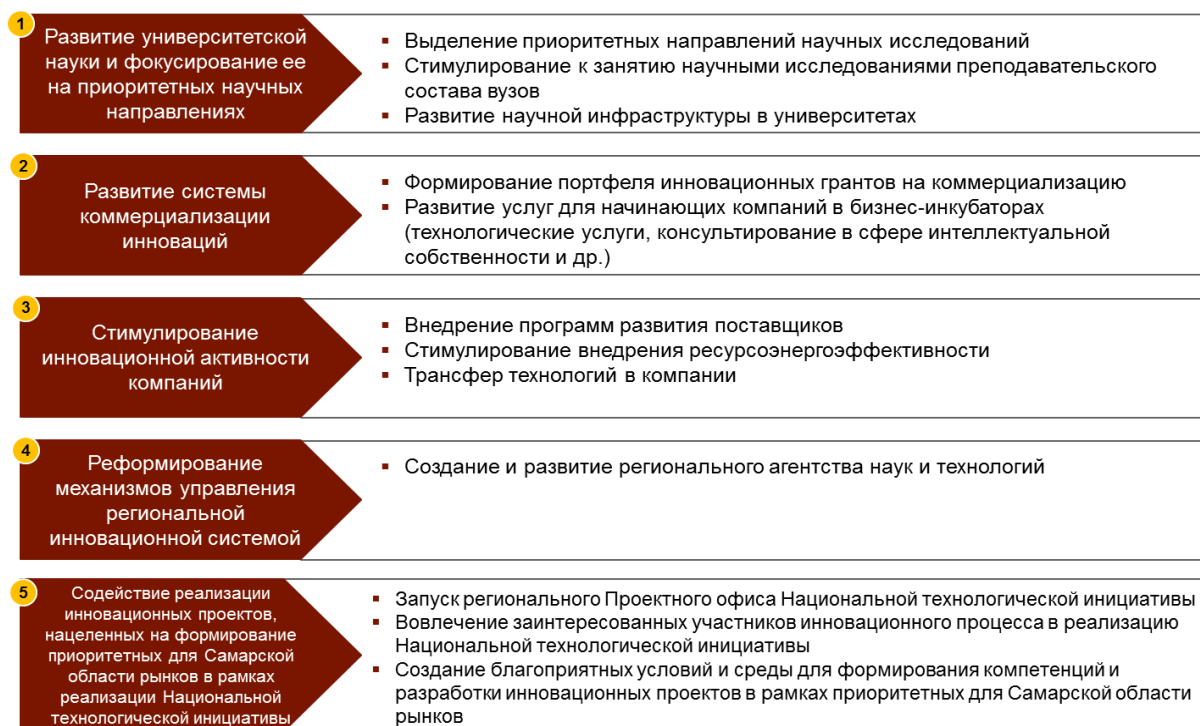 1
Развитие университетской
науки и фокусирование ее
на приоритетных научных
направлениях
▪ Выделение приоритетных направлений научных исследований
▪ Стимулирование к занятию научными исследованиями преподавательского
состава вузов
▪ Развитие научной инфраструктуры в университетах
2
Развитие системы
коммерциализации
инноваций
▪ Формирование портфеля инновационных грантов на коммерциализацию
▪ Развитие услуг для начинающих компаний в бизнес-инкубаторах
(технологические услуги, консультирование в сфере интеллектуальной
собственности и др.)
3
Стимулирование
инновационной активности
компаний
▪ Внедрение программ развития поставщиков
▪ Стимулирование внедрения ресурсоэнергоэффективности
▪ Трансфер технологий в компании
4
Реформирование
механизмов управления
региональной
инновационной системой
▪ Создание и развитие регионального агентства наук и технологий
5
Содействие реализации
инновационных проектов,
нацеленных на формирование
приоритетных для Самарской
области рынков в рамках
реализации Национальной
технологической инициативы
▪ Запуск регионального Проектного офиса Национальной технологической инициативы
▪ Вовлечение заинтересованных участников инновационного процесса в реализацию
Национальной технологической инициативы
▪ Создание благоприятных условий и среды для формирования компетенций и
разработки инновационных проектов в рамках приоритетных для Самарской области
рынков